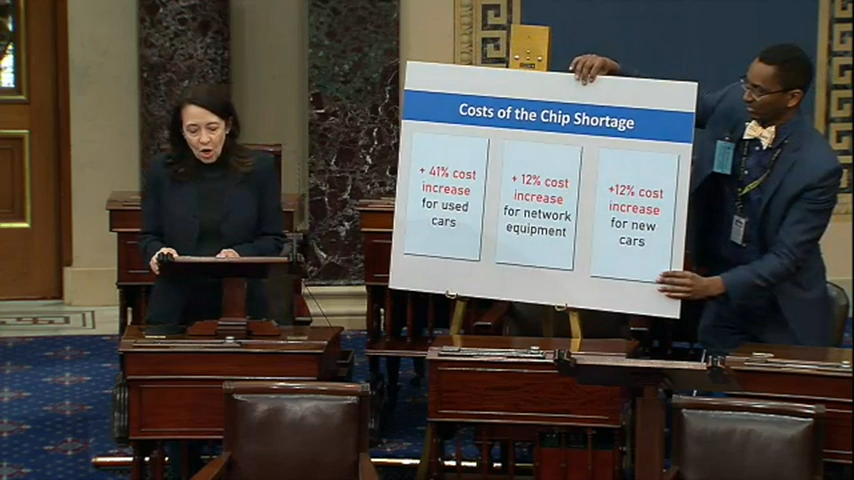 Costs of the Chip Shortage
+ 41% cost
increase
for used
cars
+ 12% cost
increase
for network
equipment
+12% cost
increase
for new
cars